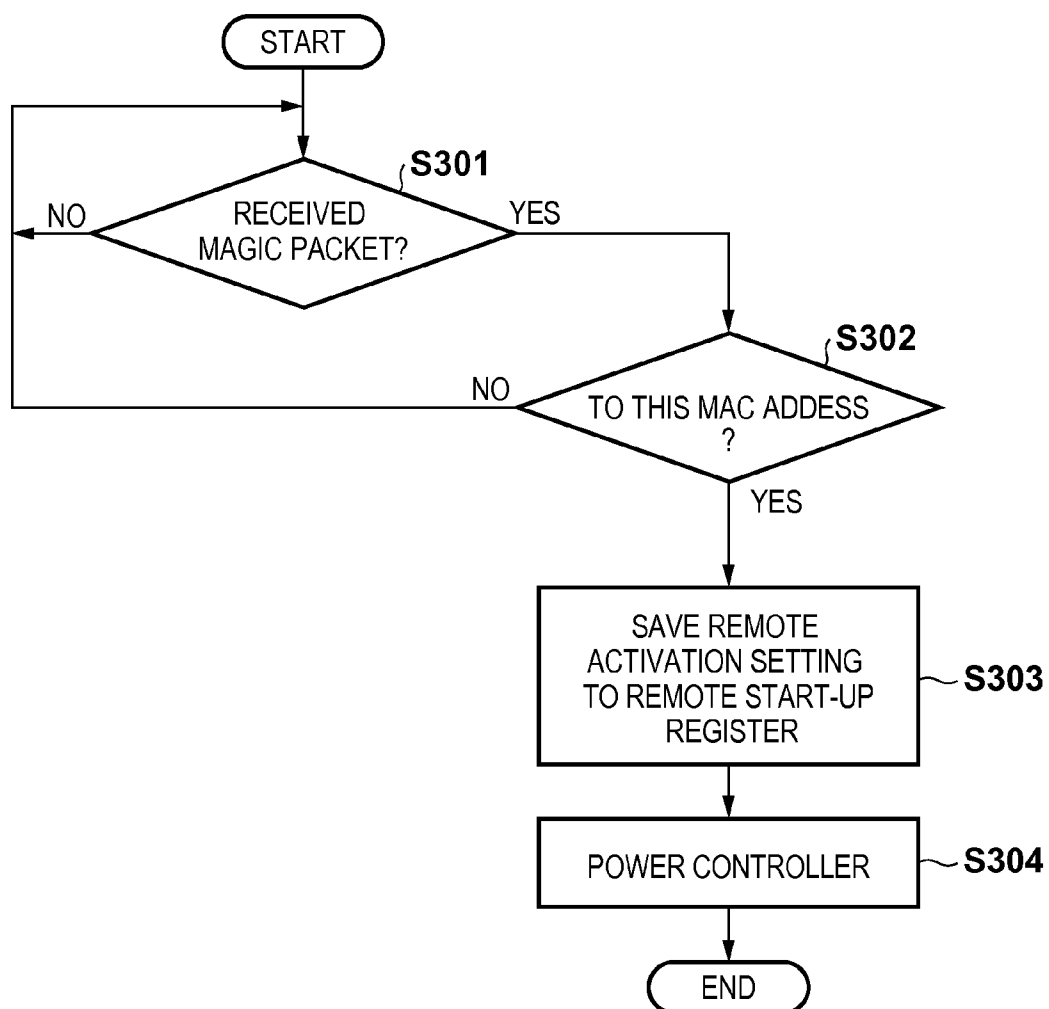 START
S301
NO
RECEIVED
MAGIC PACKET?
YES
S302
NO
TO THIS MAC ADDESS
?
YES
SAVE REMOTE
ACTIVATION SETTING
TO REMOTE START-UP
REGISTER
S303
POWER CONTROLLER
S304
END